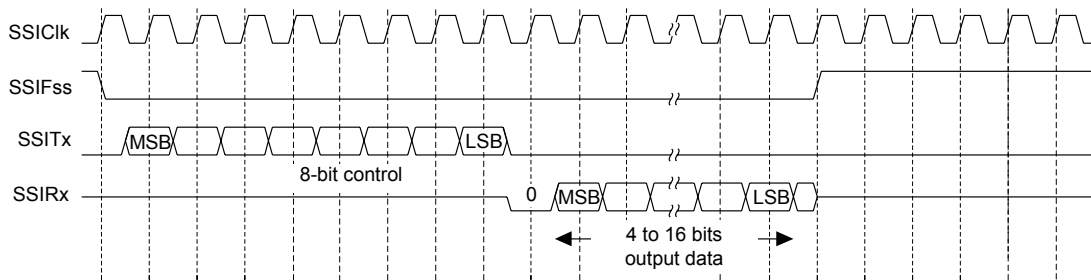 SSIClk
SSIFss
SSITx
MSB
LSB
8-bit control
SSIRx
0
MSB
LSB
4 to 16 bits
output data